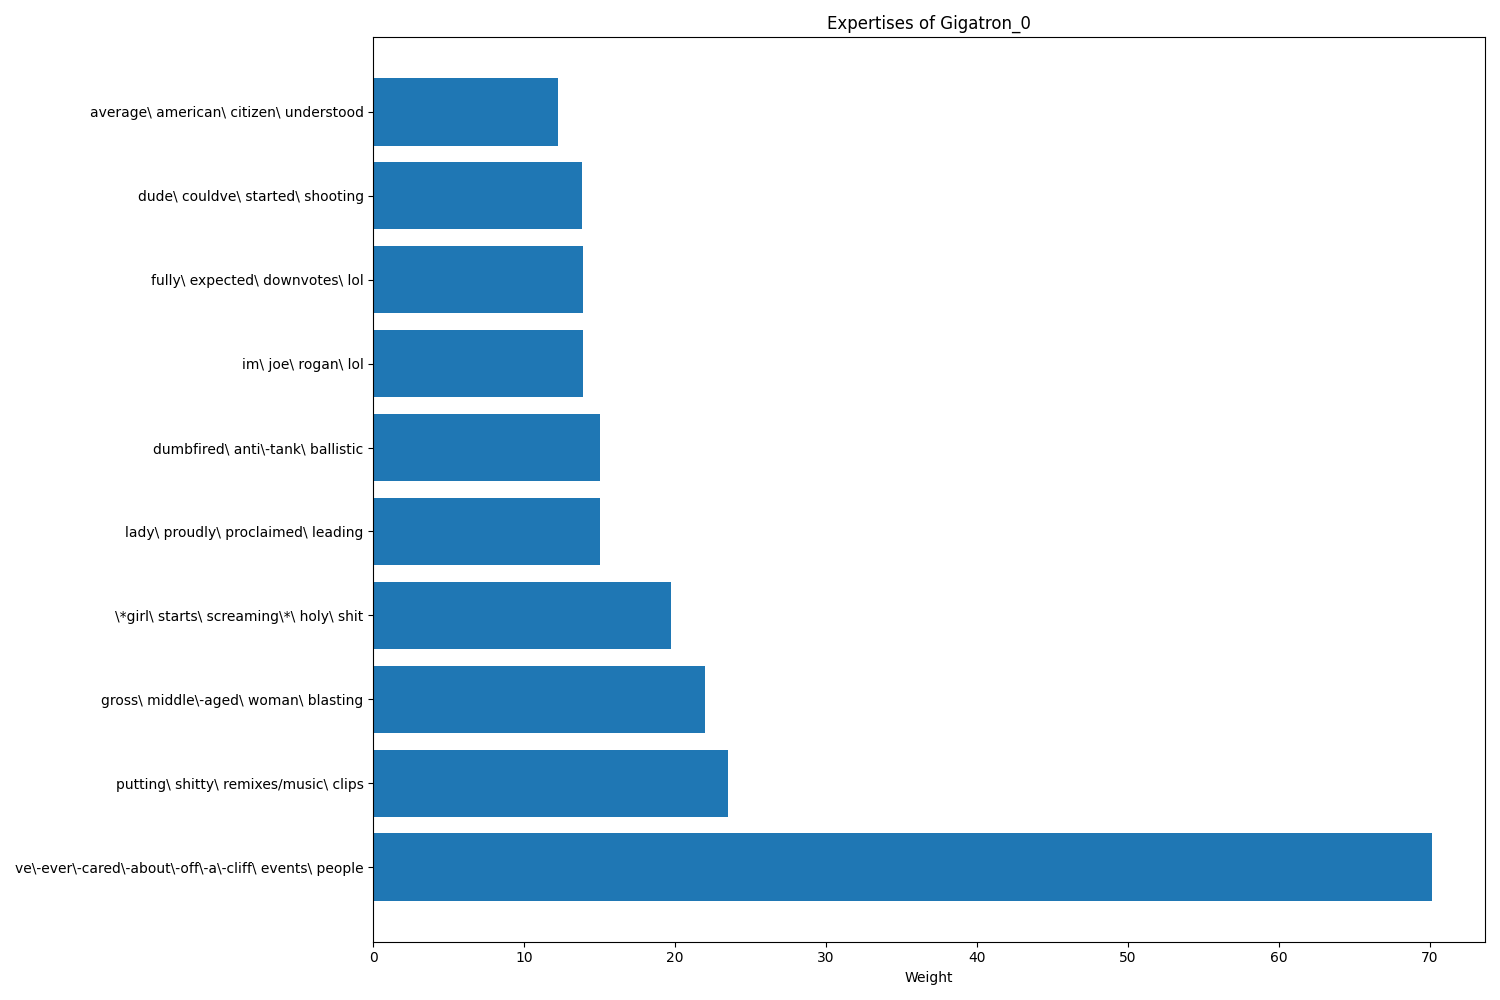 Expertises of Gigatron_0
average\ american\ citizen\ understood
dude\ couldve\ started\ shooting
fully\ expected\ downvotes\ lol
im\ joe\ rogan\ lol
dumbfired\ anti\-tank\ ballistic
lady\ proudly\ proclaimed\ leading
\*girl\ starts\ screaming\*\ holy\ shit
gross\ middle\-aged\ woman\ blasting
putting\ shitty\ remixes/music\ clips
ve\-ever\-cared\-about\-off\-a\-cliff\ events\ people
0 10 20 30 40 50 60 70
Weight